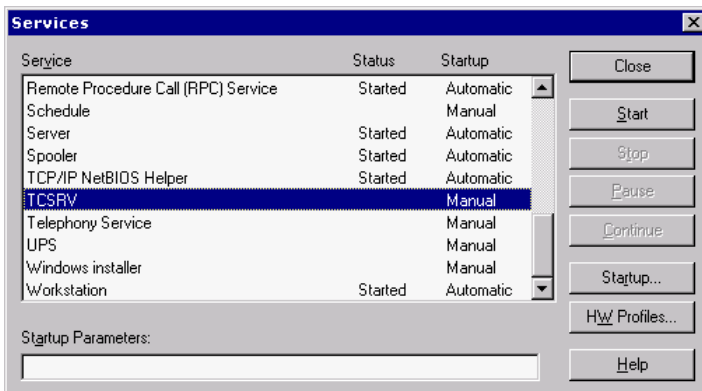 Services
Service Status Startup
Remote Procedure Call (RPC) Service Started Automatic
Schedule Manual
Server Started Automatic
Spooler Started Automatic
TCP/IP NetBIOS Helper Started Automatic
TCSRV Manual
Telephony Service Manual
UPS Manual
Windows installer Manual
Workstation Started Automatic
Startup Parameters:
Close
Start
Stop
Pause
Continue
Startup...
HW Profiles...
Help